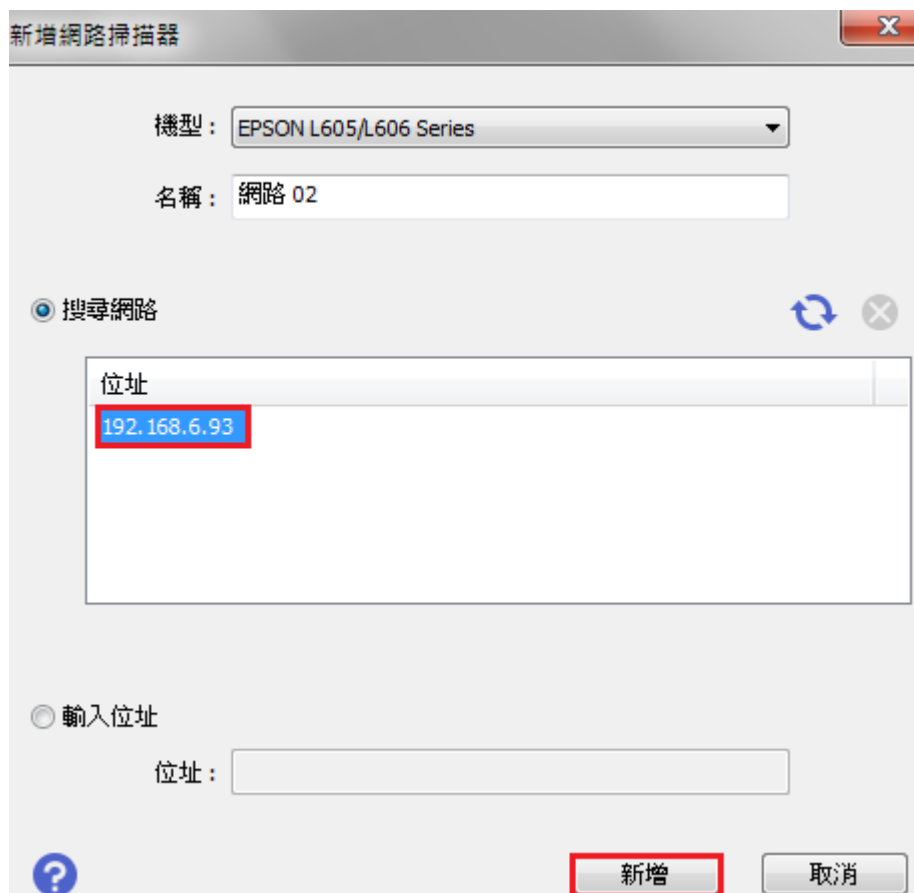 新增網路掃描器
機型： EPSON L605/L606 Series
名稱： 網路 02
搜尋網路
位址
192.168.6.93
輸入位址
位址：
新增 取消